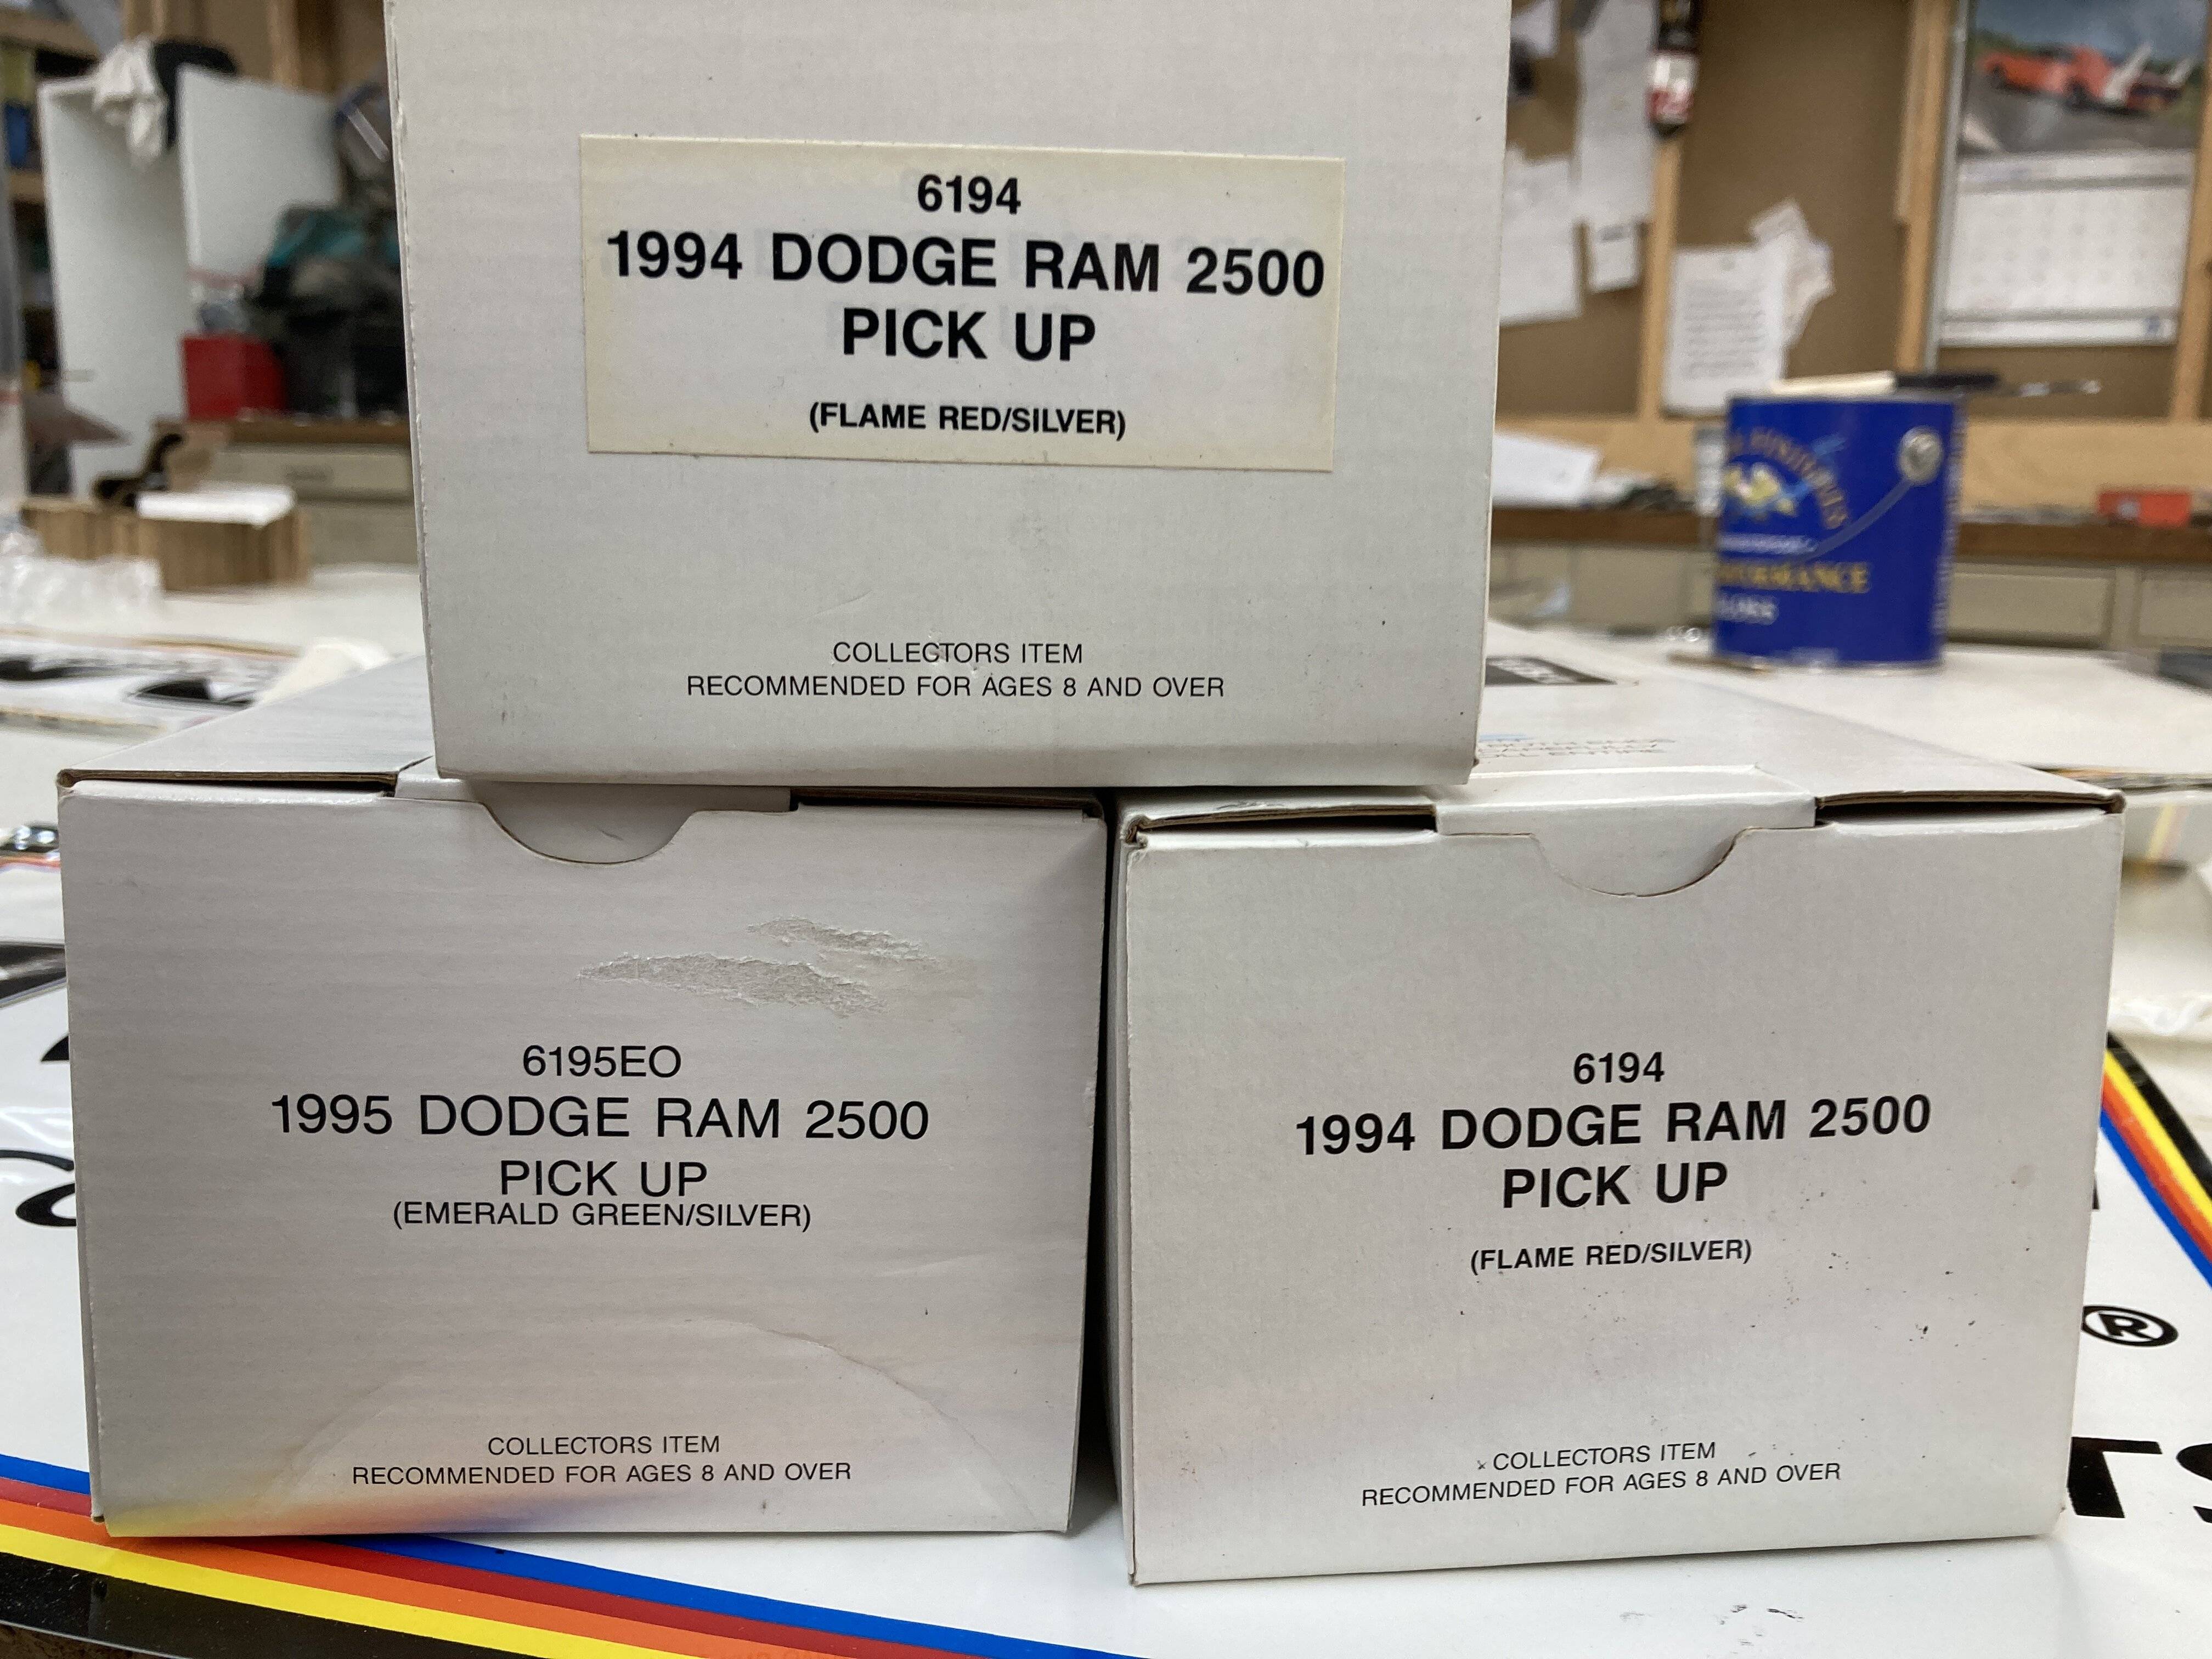 6194
1994 DODGE RAM 2500
PICK UP
(FLAME RED/SILVER)
COLLECTORS ITEM
RECOMMENDED FOR AGES 8 AND OVER
6195EO
1995 DODGE RAM 2500
PICK UP
(EMERALD GREEN/SILVER)
COLLECTORS ITEM
RECOMMENDED FOR AGES 8 AND OVER
6194
1994 DODGE RAM 2500
PICK UP
(FLAME RED/SILVER)
COLLECTORS ITEM
RECOMMENDED FOR AGES 8 AND OVER
®